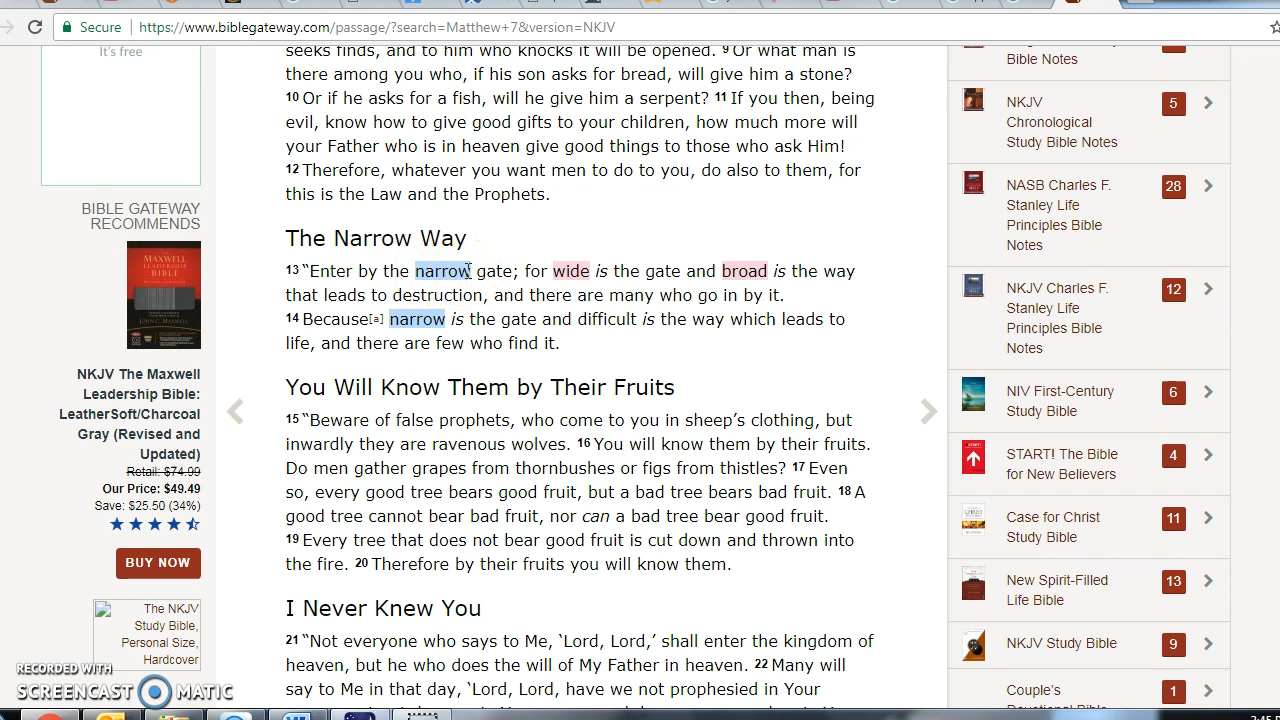 Secure
https://www.biblegateway.com/passage/?search=Matthew+7&version=NKJV
It's free
BIBLE GATEWAY
RECOMMENDS
MAXWELL
LEADERSHIP
BIBLE
JOHN C. MAXWELL
NKJV The Maxwell
Leadership Bible:
LeatherSoft/Charcoal
Gray (Revised and
Updated)
Retail: $74.99
Our Price: $49.49
Save: $25.50 (34%)
BUY NOW
The NKJV
Study Bible,
Personal Size,
Hardcover
RECORDED WITH
SCREENCAST MATIC
seeks finds, and to him who knocks it will be opened. 9 Or what man is
there among you who, if his son asks for bread, will give him a stone?
10 Or if he asks for a fish, will he give him a serpent? 11 If you then, being
evil, know how to give good gifts to your children, how much more will
your Father who is in heaven give good things to those who ask Him!
12 Therefore, whatever you want men to do to you, do also to them, for
this is the Law and the Prophets.
The Narrow Way
13 “Enter by the narrow gate; for wide is the gate and broad is the way
that leads to destruction, and there are many who go in by it.
14 Because[a] narrow is the gate and difficult is the way which leads to
life, and there are few who find it.
You Will Know Them by Their Fruits
15 “Beware of false prophets, who come to you in sheep’s clothing, but
inwardly they are ravenous wolves. 16 You will know them by their fruits.
Do men gather grapes from thornbushes or figs from thistles? 17 Even
so, every good tree bears good fruit, but a bad tree bears bad fruit. 18 A
good tree cannot bear bad fruit, nor can a bad tree bear good fruit.
19 Every tree that does not bear good fruit is cut down and thrown into
the fire. 20 Therefore by their fruits you will know them.
I Never Knew You
21 “Not everyone who says to Me, ‘Lord, Lord,’ shall enter the kingdom of
heaven, but he who does the will of My Father in heaven. 22 Many will
say to Me in that day, ‘Lord, Lord, have we not prophesied in Your
Bible Notes
NKJV
Chronological
Study Bible Notes
5
NASB Charles F.
Stanley Life
Principles Bible
Notes
28
NKJV Charles F.
Stanley Life
Principles Bible
Notes
12
NIV First-Century
Study Bible
6
START! The Bible
for New Believers
4
Case for Christ
Study Bible
11
New Spirit-Filled
Life Bible
13
NKJV Study Bible
9
Couple's
1